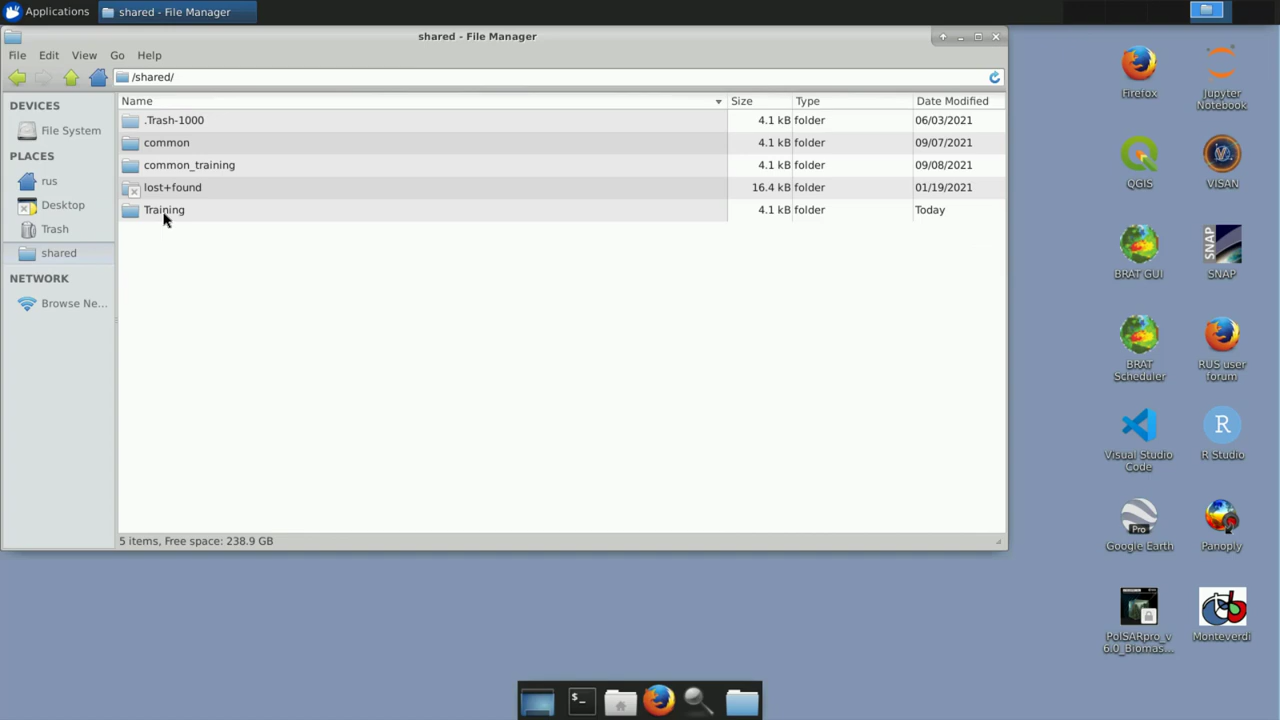 Applications
shared - File Manager
shared - File Manager
File Edit View Go Help
/shared/
DEVICES
File System
PLACES
rus
Desktop
Trash
shared
NETWORK
Browse Ne...
Name Size Type Date Modified
.Trash-1000 4.1 kB folder 06/03/2021
common 4.1 kB folder 09/07/2021
common_training 4.1 kB folder 09/08/2021
lost+found 16.4 kB folder 01/19/2021
Training 4.1 kB folder Today
5 items, Free space: 238.9 GB
Firefox
Jupyter
Notebook
QGIS
VISAN
BRAT GUI
SNAP
SNAP
BRAT
Scheduler
RUS user
forum
Visual Studio
Code
R
R Studio
Pro
Google Earth
Panoply
PolSARpro_v
6.0_Biomas...
Monteverdi
$_